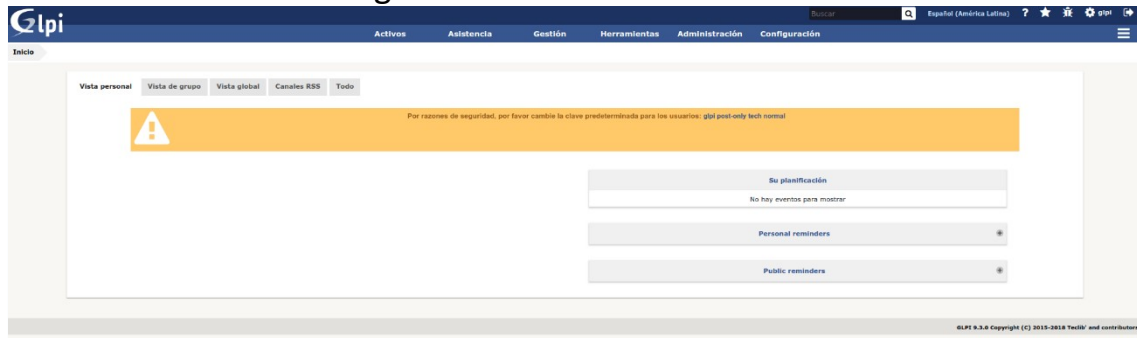 Glpi
Buscar
Español (América Latina) ? glpi
Activos Asistencia Gestión Herramientas Administración Configuración
Inicio
Vista personal Vista de grupo Vista global Canales RSS Todo
Por razones de seguridad, por favor cambie la clave predeterminada para los usuarios: glpi post-only tech normal
Su planificación
No hay eventos para mostrar
Personal reminders
Public reminders
GLPI 9.3.0 Copyright (C) 2015-2018 Teclib' and contributors